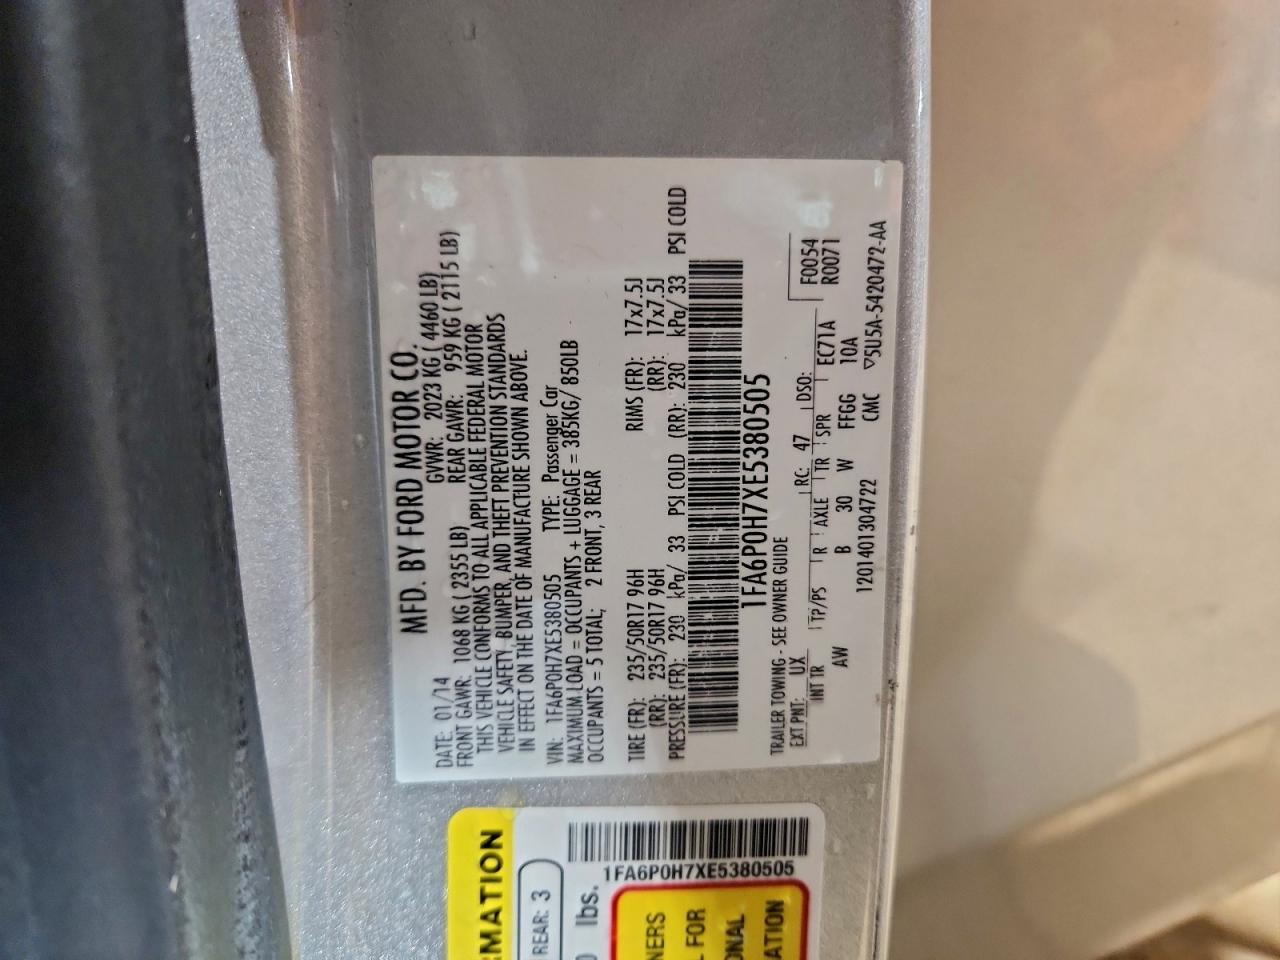 MFD. BY FORD MOTOR CO.
DATE: 01/14 GVWR: 2023 KG ( 4460 LB)
FRONT GAWR: 1068 KG ( 2355 LB) REAR GAWR: 959 KG ( 2115 LB)
THIS VEHICLE CONFORMS TO ALL APPLICABLE FEDERAL MOTOR
VEHICLE SAFETY, BUMPER, AND THEFT PREVENTION STANDARDS
IN EFFECT ON THE DATE OF MANUFACTURE SHOWN ABOVE.
VIN: 1FA6P0H7XE5380505 TYPE: Passenger Car
MAXIMUM LOAD = OCCUPANTS + LUGGAGE = 385KG/ 850LB
OCCUPANTS = 5 TOTAL; 2 FRONT, 3 REAR
TIRE (FR): 235/50R17 96H RIMS (FR): 17x7.5J
(RR): 235/50R17 96H (RR): 17x7.5J
PRESSURE (FR): 230 kPa/ 33 PSI COLD (RR): 230 kPa/ 33 PSI COLD
1FA6P0H7XE5380505
TRAILER TOWING - SEE OWNER GUIDE
EXT PNT: UX RC: 47 DSO: F0054
INT TR TP/PS R AXLE TR SPR EC71A R0071
AW B 30 W FFGG 10A
1201401304722 CMC ▽5U5A-5420472-AA
RMATION
REAR: 3
0 lbs.
1FA6P0H7XE5380505
NERS
L FOR
ONAL
ATION